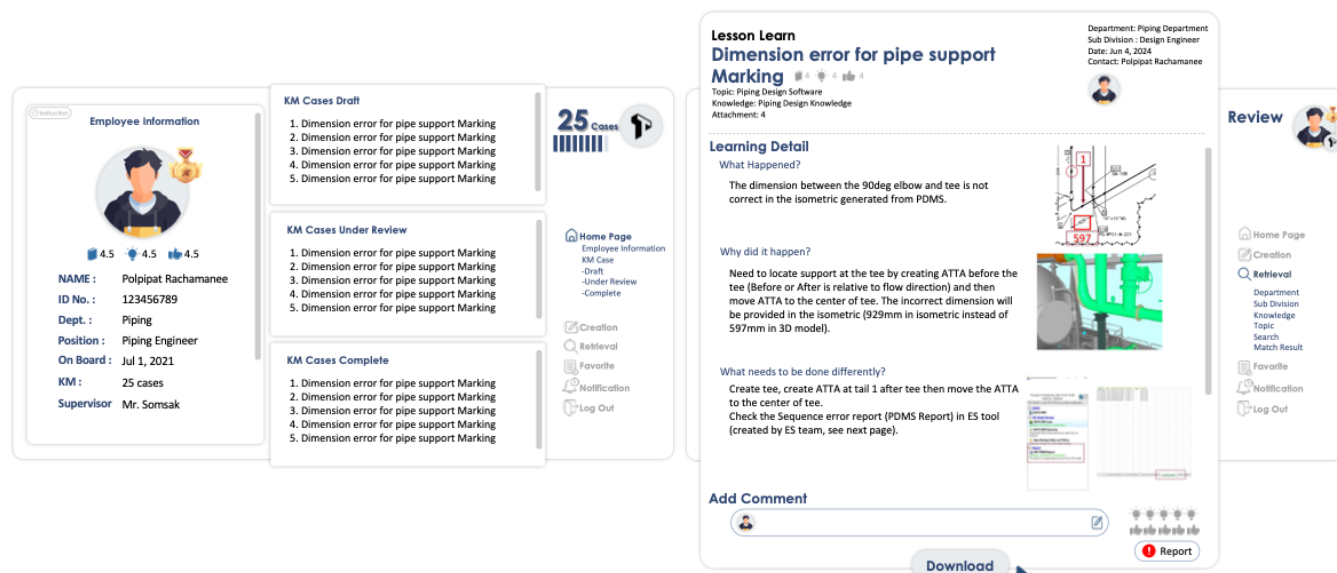 Instruction
Employee Information
4.5 4.5 4.5
NAME : Polpipat Rachamanee
ID No. : 123456789
Dept. : Piping
Position : Piping Engineer
On Board : Jul 1, 2021
KM : 25 cases
Supervisor Mr. Somsak
KM Cases Draft
1. Dimension error for pipe support Marking
2. Dimension error for pipe support Marking
3. Dimension error for pipe support Marking
4. Dimension error for pipe support Marking
5. Dimension error for pipe support Marking
KM Cases Under Review
1. Dimension error for pipe support Marking
2. Dimension error for pipe support Marking
3. Dimension error for pipe support Marking
4. Dimension error for pipe support Marking
5. Dimension error for pipe support Marking
KM Cases Complete
1. Dimension error for pipe support Marking
2. Dimension error for pipe support Marking
3. Dimension error for pipe support Marking
4. Dimension error for pipe support Marking
5. Dimension error for pipe support Marking
25 Cases
Home Page
Employee Information
KM Case
-Draft
-Under Review
-Complete
Creation
Retrieval
Favorite
Notification
Log Out
Lesson Learn
Dimension error for pipe support
Marking 4 4 4
Topic: Piping Design Software
Knowledge: Piping Design Knowledge
Attachment: 4
Department: Piping Department
Sub Division : Design Engineer
Date: Jun 4, 2024
Contact: Polpipat Rachamanee
Learning Detail
What Happened?
The dimension between the 90deg elbow and tee is not
correct in the isometric generated from PDMS.
1
597
Why did it happen?
Need to locate support at the tee by creating ATTA before the
tee (Before or After is relative to flow direction) and then
move ATTA to the center of tee. The incorrect dimension will
be provided in the isometric (929mm in isometric instead of
597mm in 3D model).
What needs to be done differently?
Create tee, create ATTA at tail 1 after tee then move the ATTA
to the center of tee.
Check the Sequence error report (PDMS Report) in ES tool
(created by ES team, see next page).
Add Comment
Report
Download
Review
Home Page
Creation
Retrieval
Department
Sub Division
Knowledge
Topic
Search
Match Result
Favorite
Notification
Log Out